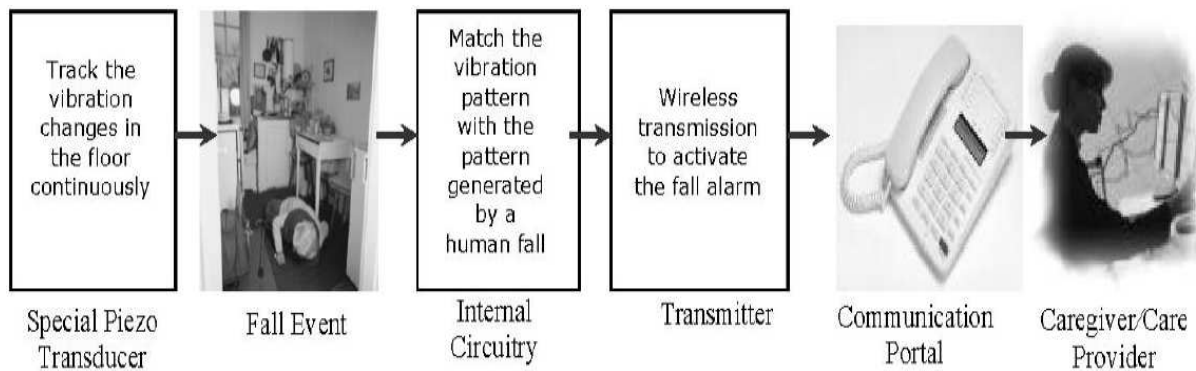 Track the
vibration
changes in
the floor
continuously
Special Piezo
Transducer
Fall Event
Match the
vibration
pattern
with the
pattern
generated
by a
human fall
Internal
Circuitry
Wireless
transmission
to activate
the fall alarm
Transmitter
Communication
Portal
Caregiver/Care
Provider